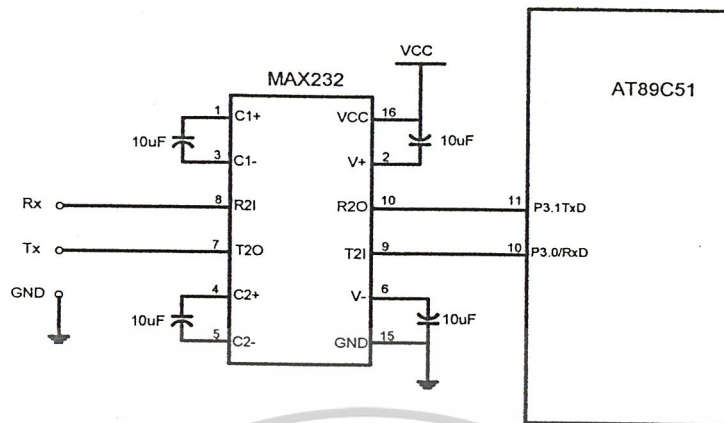 VCC
MAX232
AT89C51
1 C1+ VCC 16
10uF
10uF
3 C1- V+ 2
Rx 8 R2I R2O 10 11 P3.1TxD
Tx 7 T2O T2I 9 10 P3.0/RxD
GND 4 C2+ V- 6
10uF
10uF
5 C2- GND 15